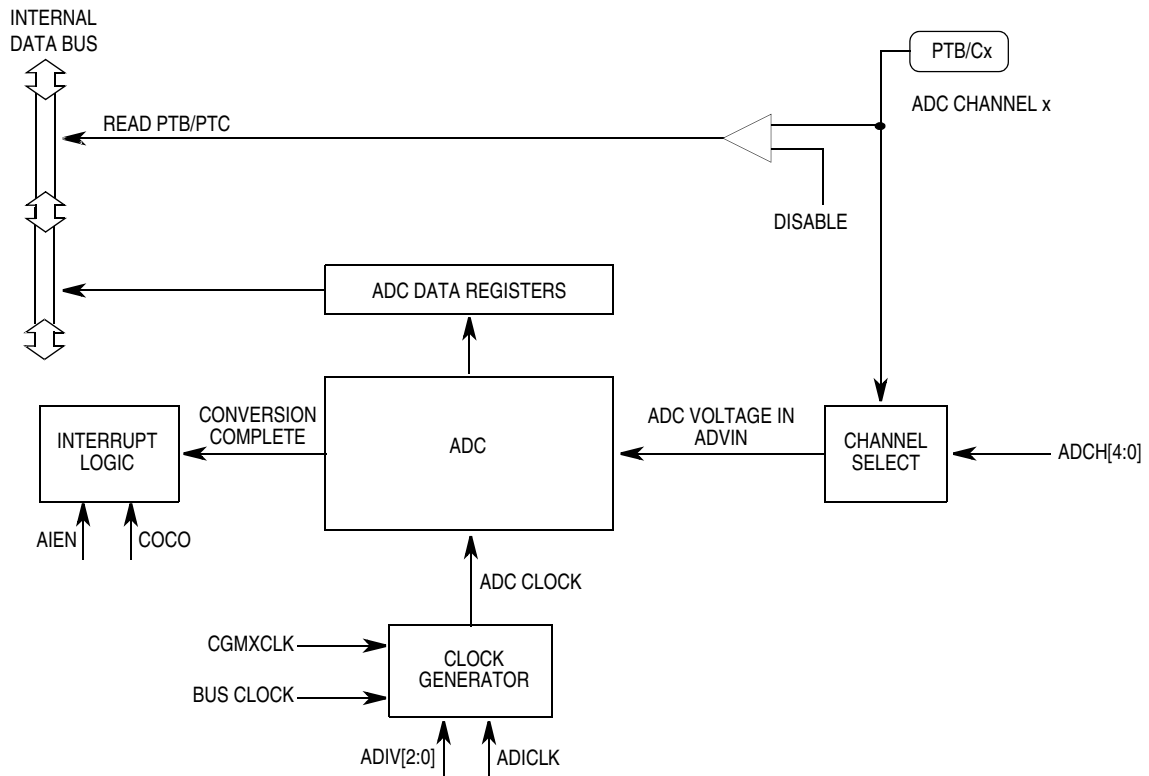 INTERNAL
DATA BUS
PTB/Cx
ADC CHANNEL x
READ PTB/PTC
DISABLE
ADC DATA REGISTERS
INTERRUPT
LOGIC
CONVERSION
COMPLETE
ADC
ADC VOLTAGE IN
ADVIN
CHANNEL
SELECT
ADCH[4:0]
AIEN
COCO
ADC CLOCK
CGMXCLK
BUS CLOCK
CLOCK
GENERATOR
ADIV[2:0]
ADICLK